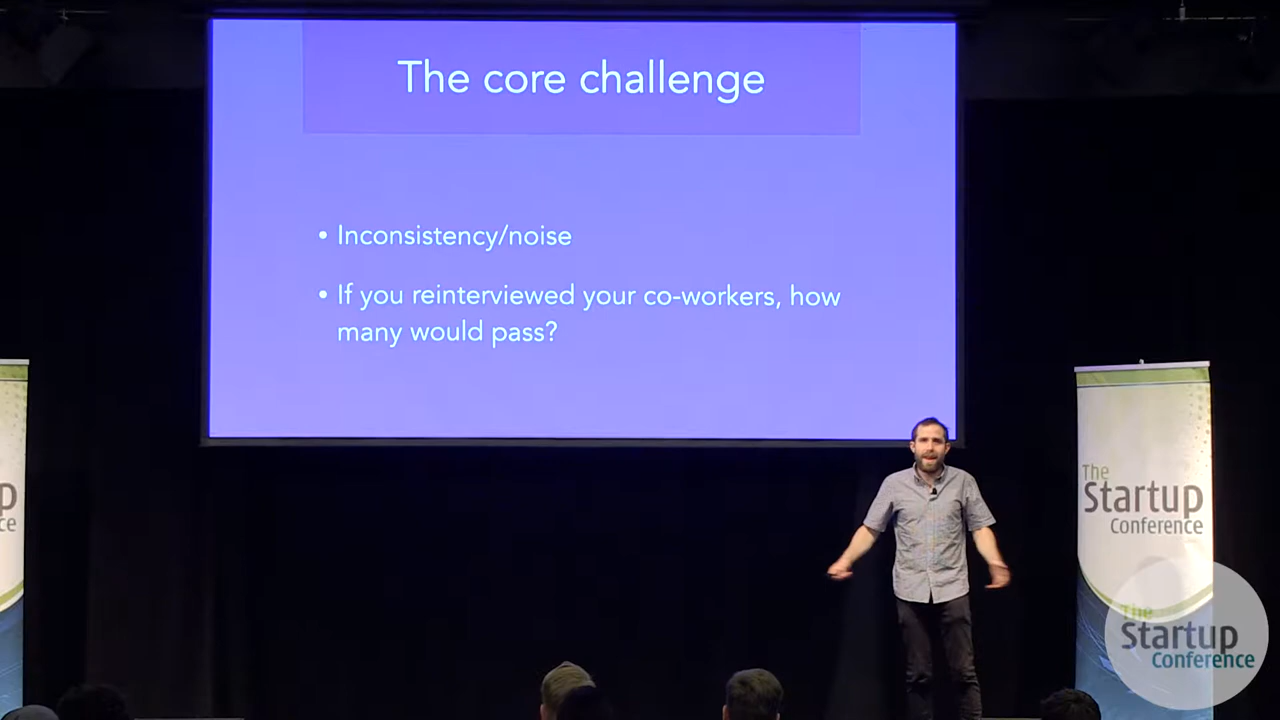 The core challenge
• Inconsistency/noise
• If you reinterviewed your co-workers, how
many would pass?
p
ce
The
Startup
Conference
The
Startup
Conference